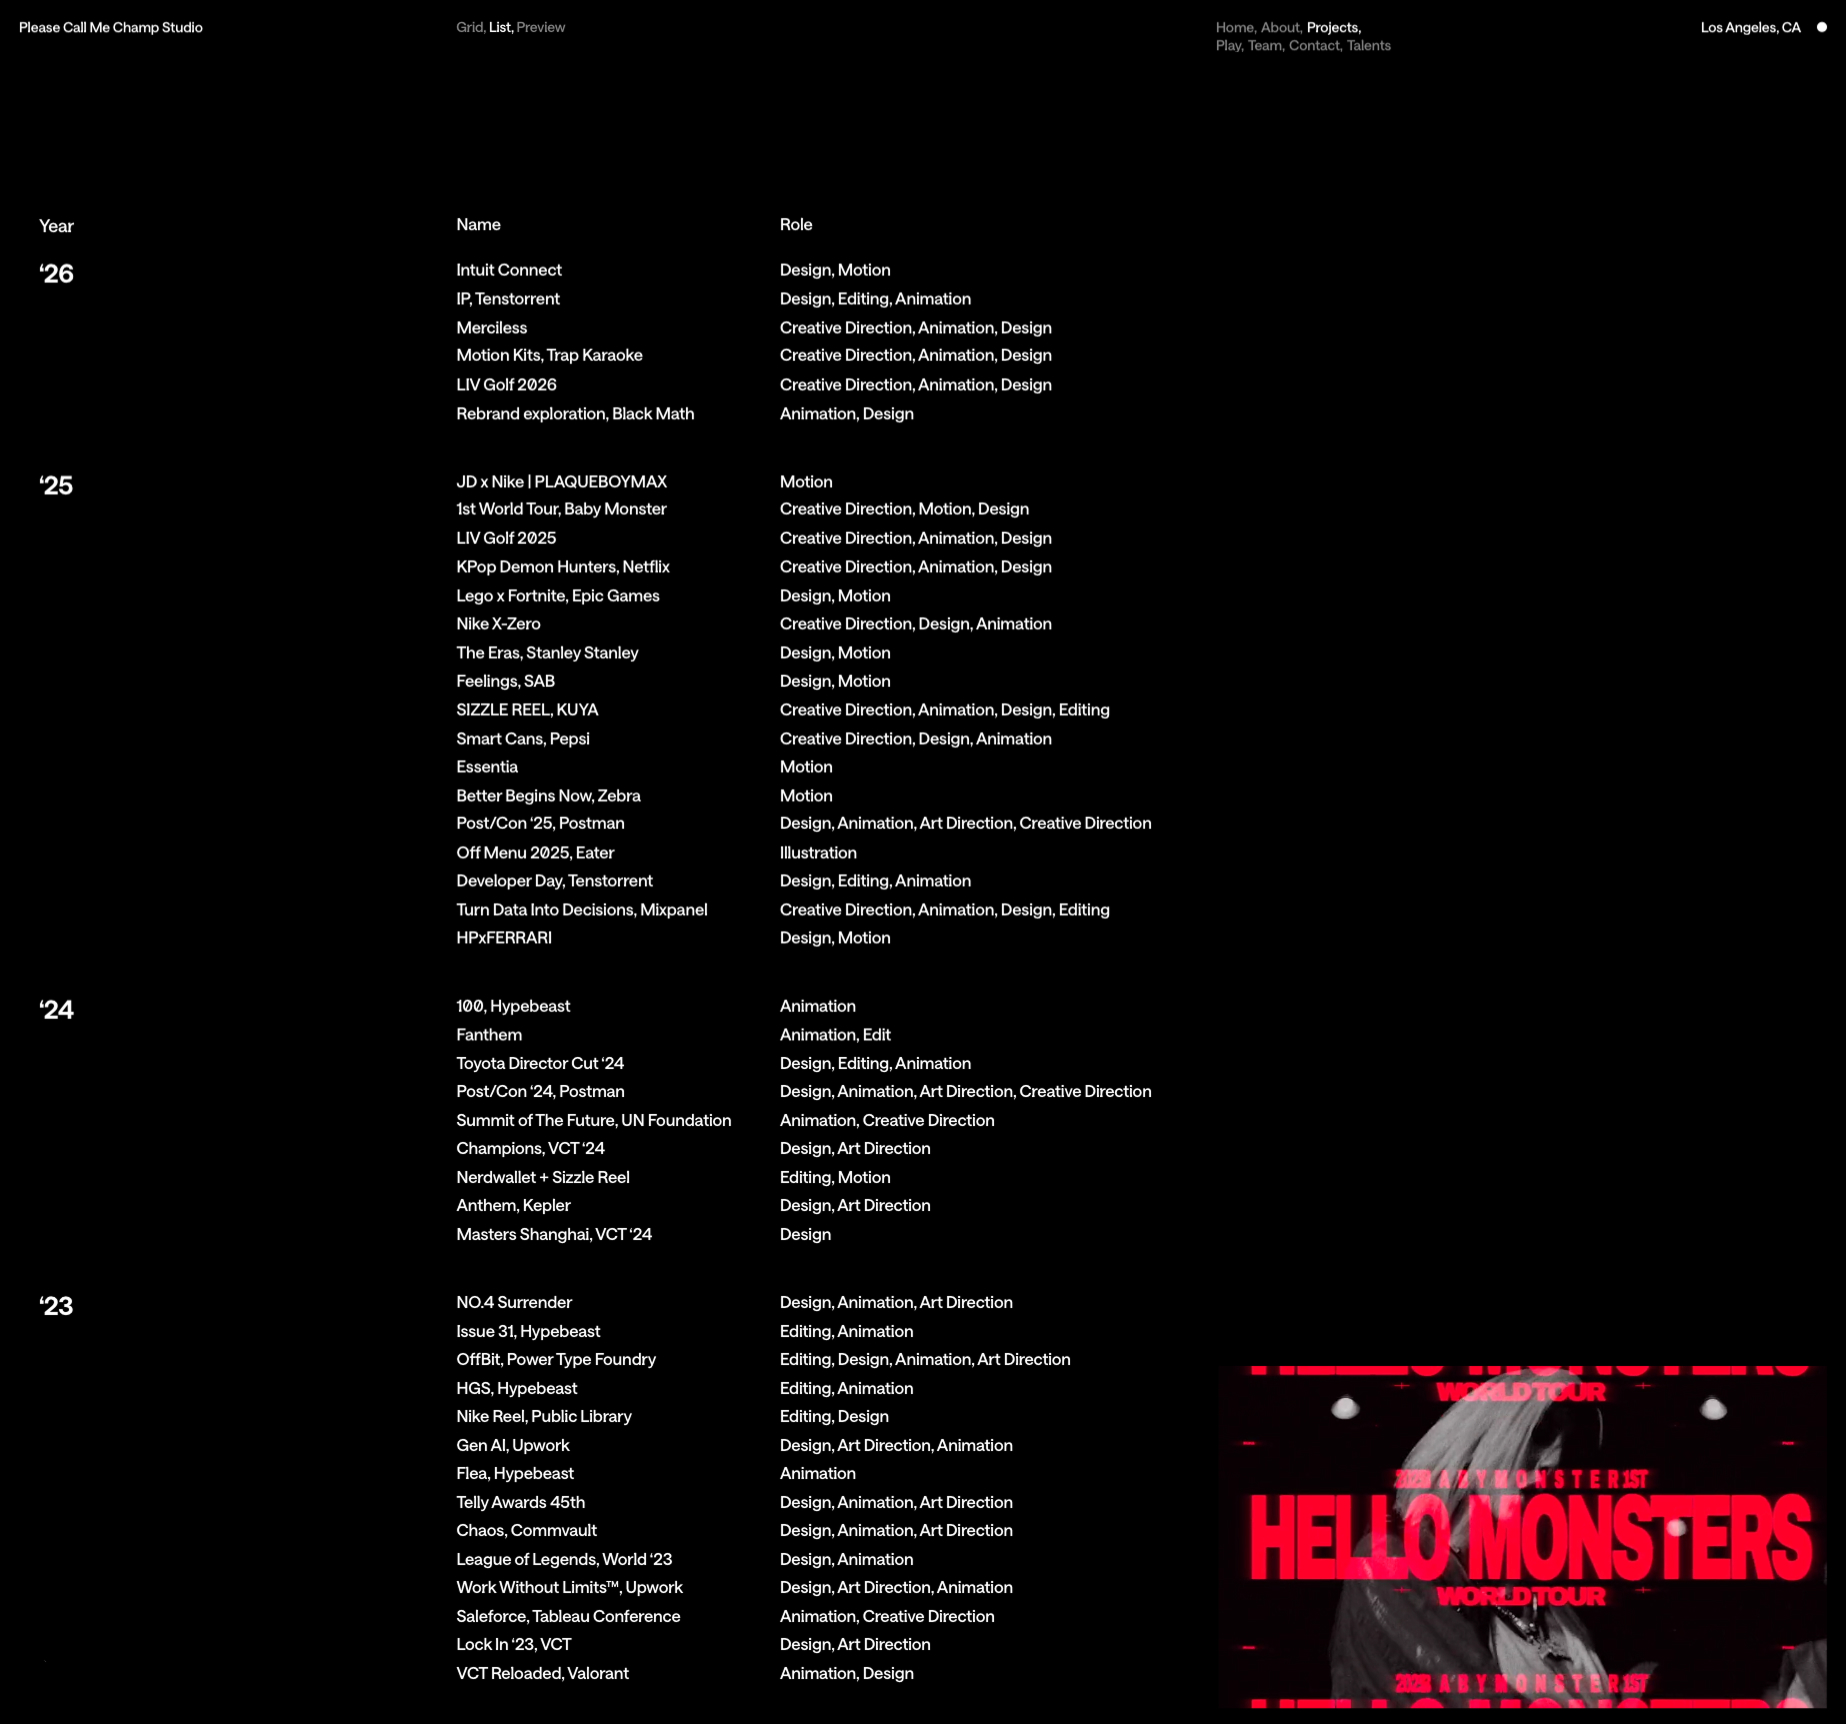 Please Call Me Champ Studio
Grid, List, Preview
Home, About, Projects,
Play, Team, Contact, Talents
Los Angeles, CA
Year Name Role
‘26 Intuit Connect Design, Motion
IP, Tenstorrent Design, Editing, Animation
Merciless Creative Direction, Animation, Design
Motion Kits, Trap Karaoke Creative Direction, Animation, Design
LIV Golf 2026 Creative Direction, Animation, Design
Rebrand exploration, Black Math Animation, Design
‘25 JD x Nike | PLAQUEBOYMAX Motion
1st World Tour, Baby Monster Creative Direction, Motion, Design
LIV Golf 2025 Creative Direction, Animation, Design
KPop Demon Hunters, Netflix Creative Direction, Animation, Design
Lego x Fortnite, Epic Games Design, Motion
Nike X-Zero Creative Direction, Design, Animation
The Eras, Stanley Stanley Design, Motion
Feelings, SAB Design, Motion
SIZZLE REEL, KUYA Creative Direction, Animation, Design, Editing
Smart Cans, Pepsi Creative Direction, Design, Animation
Essentia Motion
Better Begins Now, Zebra Motion
Post/Con ‘25, Postman Design, Animation, Art Direction, Creative Direction
Off Menu 2025, Eater Illustration
Developer Day, Tenstorrent Design, Editing, Animation
Turn Data Into Decisions, Mixpanel Creative Direction, Animation, Design, Editing
HPxFERRARI Design, Motion
‘24 100, Hypebeast Animation
Fanthem Animation, Edit
Toyota Director Cut ‘24 Design, Editing, Animation
Post/Con ‘24, Postman Design, Animation, Art Direction, Creative Direction
Summit of The Future, UN Foundation Animation, Creative Direction
Champions, VCT ‘24 Design, Art Direction
Nerdwallet + Sizzle Reel Editing, Motion
Anthem, Kepler Design, Art Direction
Masters Shanghai, VCT ‘24 Design
‘23 NO.4 Surrender Design, Animation, Art Direction
Issue 31, Hypebeast Editing, Animation
OffBit, Power Type Foundry Editing, Design, Animation, Art Direction
HGS, Hypebeast Editing, Animation
Nike Reel, Public Library Editing, Design
Gen AI, Upwork Design, Art Direction, Animation
Flea, Hypebeast Animation
Telly Awards 45th Design, Animation, Art Direction
Chaos, Commvault Design, Animation, Art Direction
League of Legends, World ‘23 Design, Animation
Work Without Limits™, Upwork Design, Art Direction, Animation
Saleforce, Tableau Conference Animation, Creative Direction
Lock In ‘23, VCT Design, Art Direction
VCT Reloaded, Valorant Animation, Design
HELLO MONSTERS
WORLD TOUR
BABYMONSTER 1ST
HELLO MONSTERS
WORLD TOUR
BABYMONSTER 1ST
HELLO MONSTERS